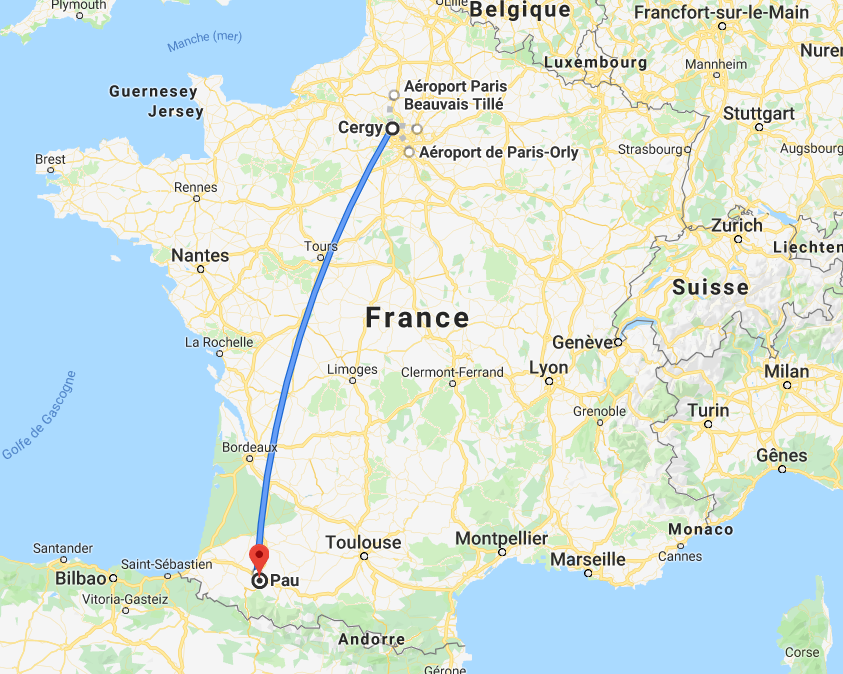 Plymouth
Lille
Belgique
Francfort-sur-le-Main
Manche (mer)
Nurem
Luxembourg
Mannheim
Guernesey
Jersey
Aéroport Paris
Beauvais Tillé
Stuttgart
Cergy
Aéroport de Paris-Orly
Strasbourg
Augsbourg
Brest
Rennes
Zurich
Tours
Liechten
Nantes
Suisse
France
La Rochelle
Genève
Limoges
Clermont-Ferrand
Lyon
Milan
Golfe de Gascogne
Grenoble
Turin
Bordeaux
Gênes
Monaco
Santander
Saint-Sébastien
Toulouse
Montpellier
Cannes
Marseille
Bilbao
Pau
Vitoria-Gasteiz
Andorre
Corse
Gérone